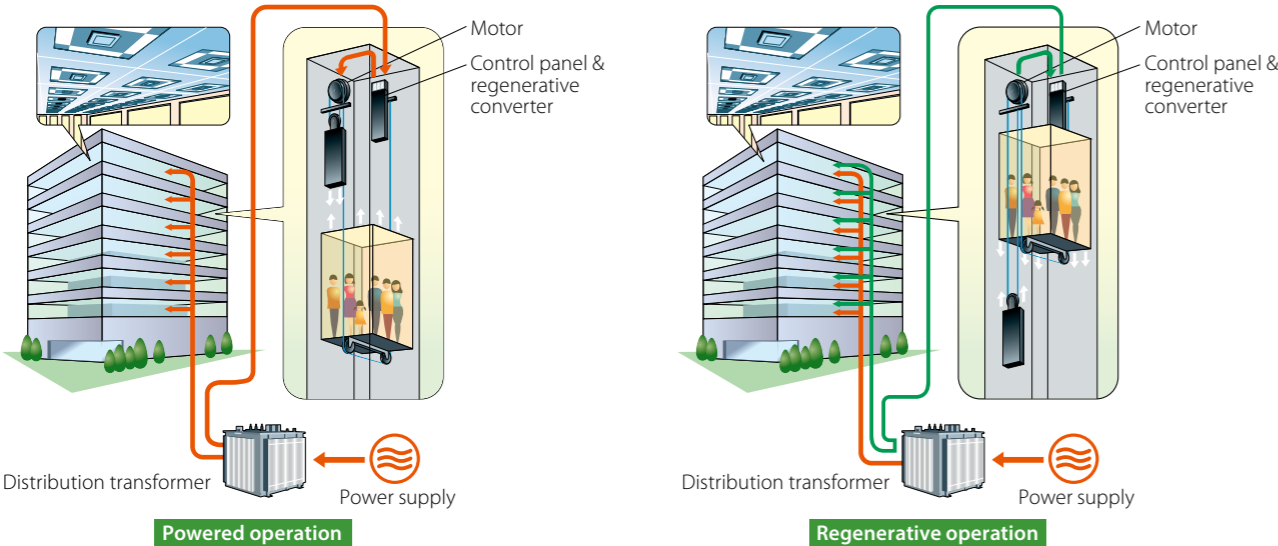 Motor
Control panel &
regenerative
converter
Distribution transformer
Power supply
Powered operation
Motor
Control panel &
regenerative
converter
Distribution transformer
Power supply
Regenerative operation